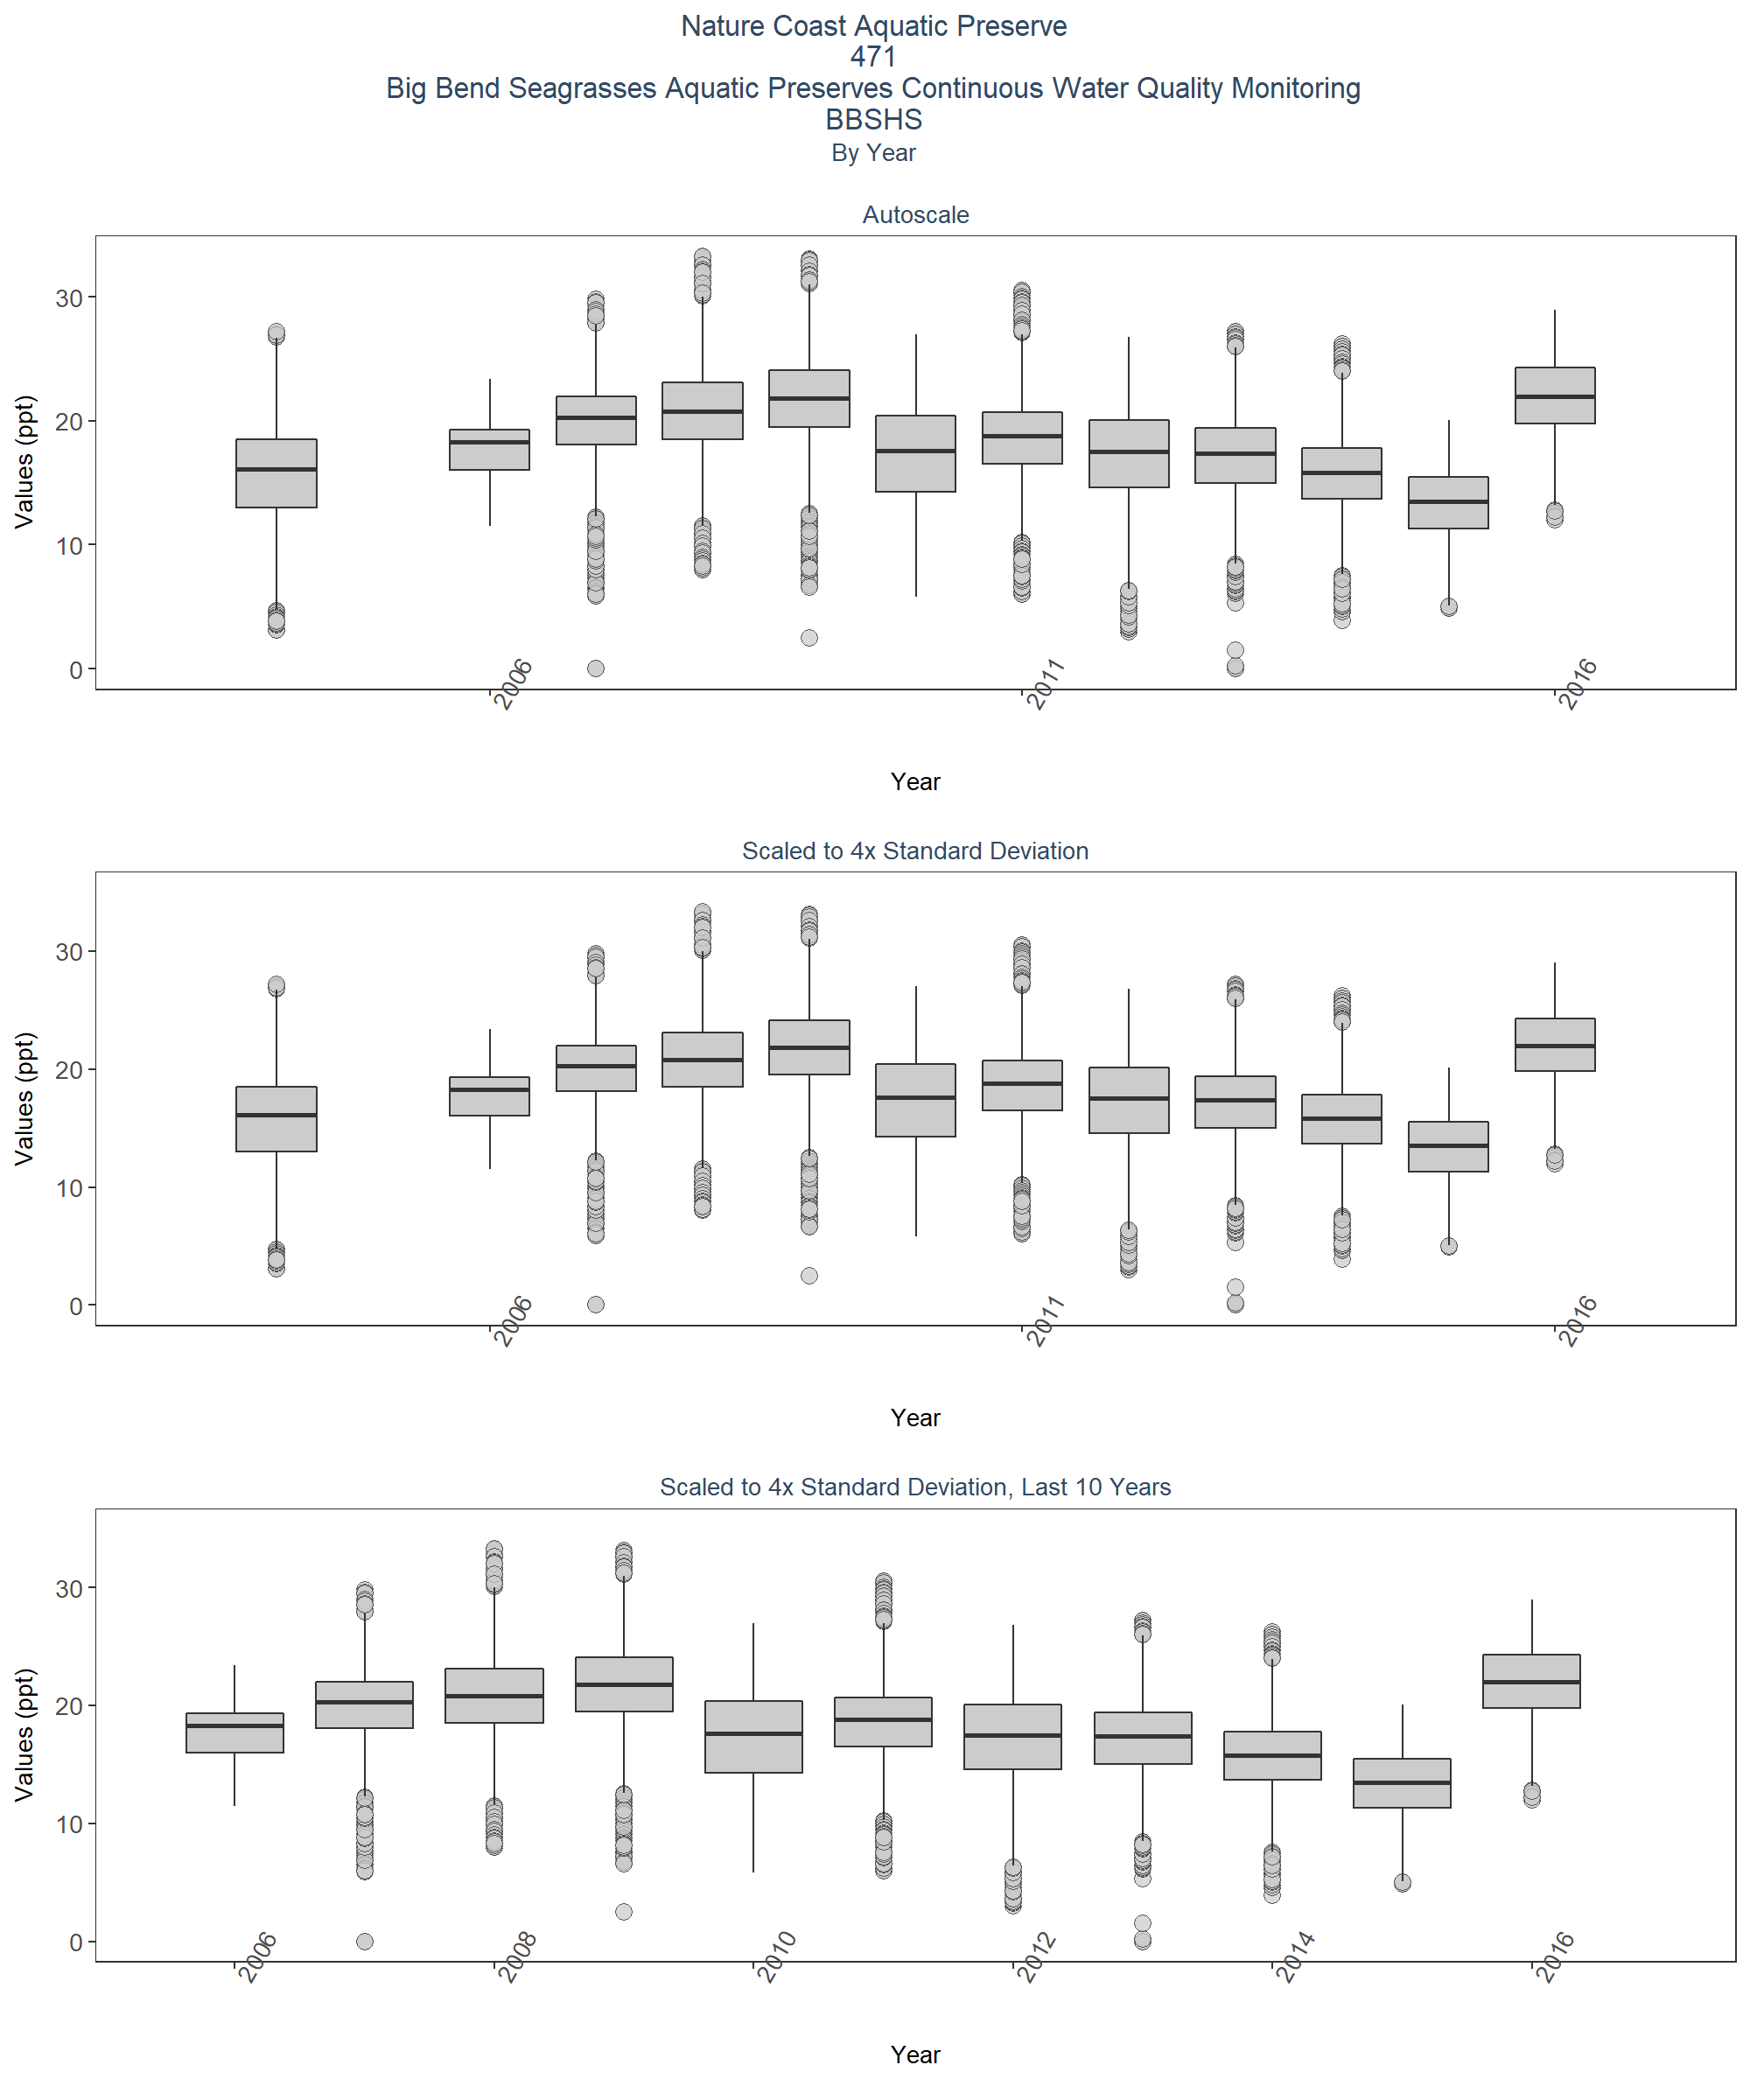 Nature Coast Aquatic Preserve
471
Big Bend Seagrasses Aquatic Preserves Continuous Water Quality Monitoring
BBSHS
By Year
Autoscale
Values (ppt)
30
20
10
0
2006 2011 2016
Year
Scaled to 4x Standard Deviation
Values (ppt)
30
20
10
0
2006 2011 2016
Year
Scaled to 4x Standard Deviation, Last 10 Years
Values (ppt)
30
20
10
0
2006 2008 2010 2012 2014 2016
Year